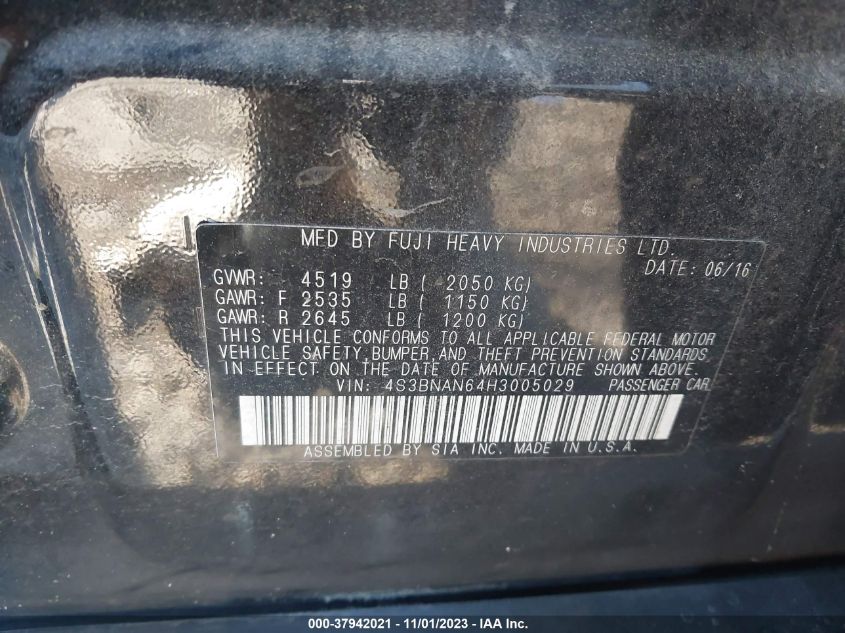 MFD BY FUJI HEAVY INDUSTRIES LTD.
DATE: 06/16
GVWR: 4519 LB ( 2050 KG)
GAWR: F 2535 LB ( 1150 KG)
GAWR: R 2645 LB ( 1200 KG)
THIS VEHICLE CONFORMS TO ALL APPLICABLE FEDERAL MOTOR
VEHICLE SAFETY,BUMPER,AND THEFT PREVENTION STANDARDS
IN EFFECT ON THE DATE OF MANUFACTURE SHOWN ABOVE.
VIN: 4S3BNAN64H3005029 PASSENGER CAR
ASSEMBLED BY SIA INC. MADE IN U.S.A.
000-37942021 - 11/01/2023 - IAA Inc.